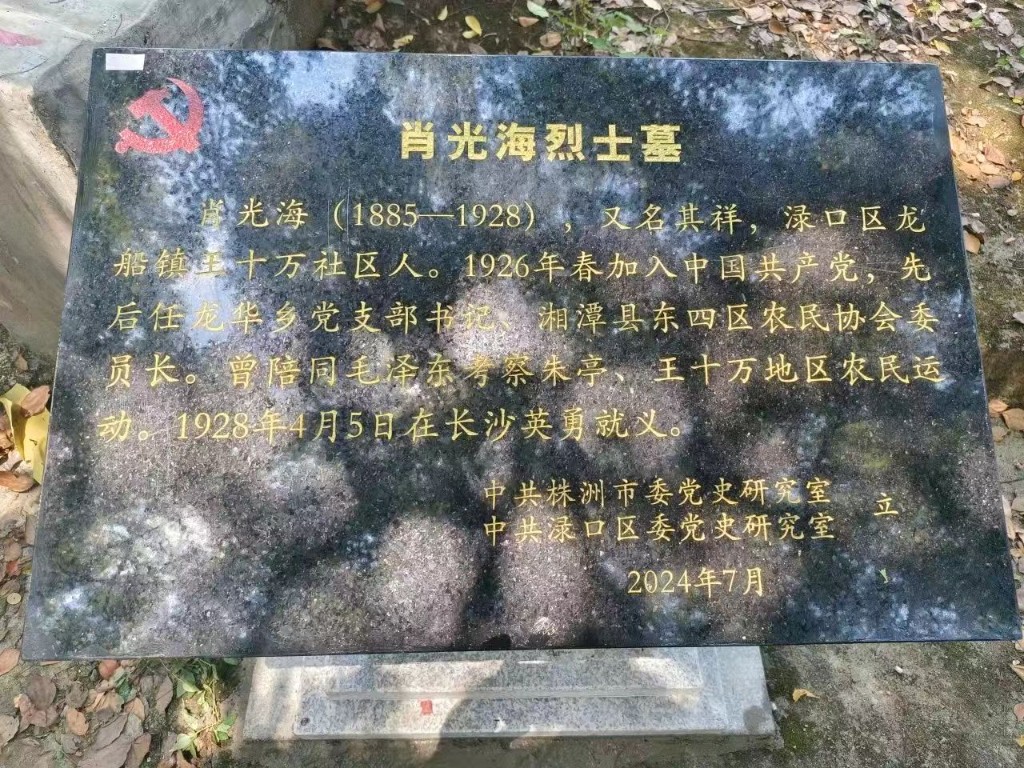 肖光海烈士墓
肖光海（1885—1928），又名其祥，渌口区龙
船镇王十万社区人。1926年春加入中国共产党，先
后任龙华乡党支部书记、湘潭县东四区农民协会委
员长。曾陪同毛泽东考察朱亭、王十万地区农民运
动。1928年4月5日在长沙英勇就义。
中共株洲市委党史研究室
中共渌口区委党史研究室
立
2024年7月